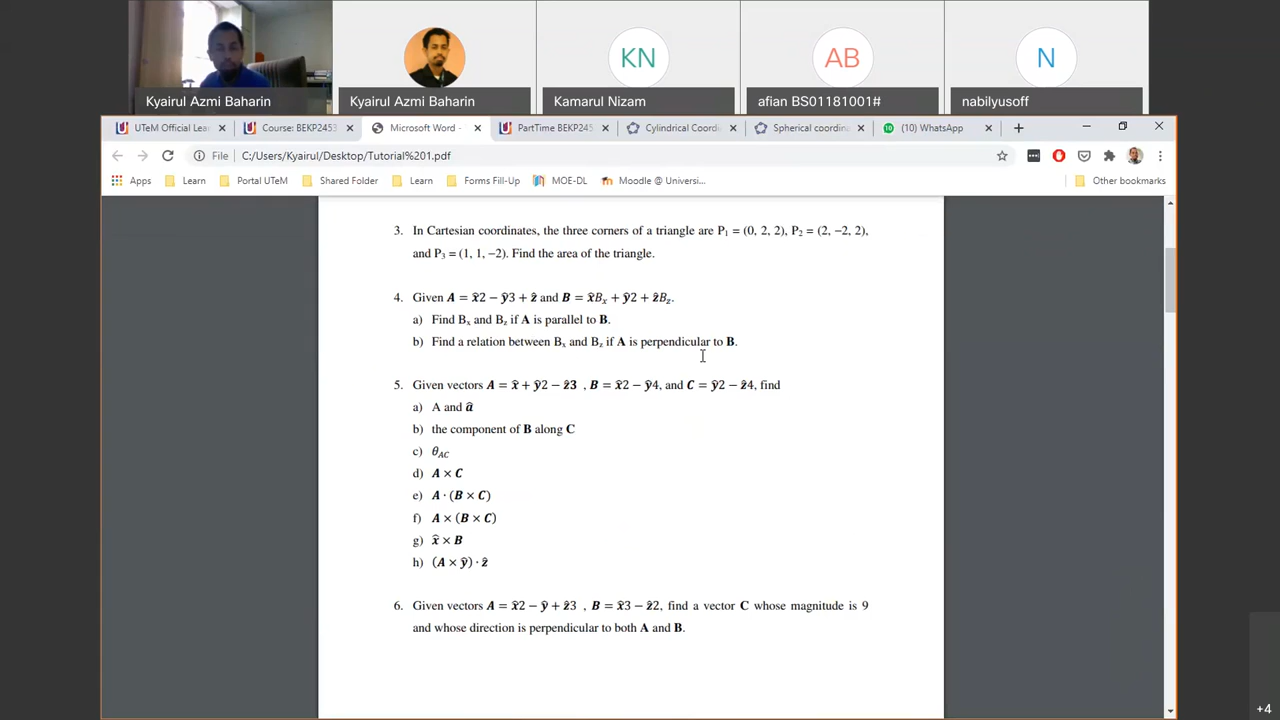 KN
AB
N
Kyairul Azmi Baharin
Kyairul Azmi Baharin
Kamarul Nizam
afian BS01181001#
nabilyusoff
UTeM Official Lea
Course: BEKP2453
Microsoft Word -
PartTime BEKP245
Cylindrical Coordi
Spherical coordina
(10) WhatsApp
File
C:/Users/Kyairul/Desktop/Tutorial%201.pdf
Apps
Learn
Portal UTeM
Shared Folder
Learn
Forms Fill-Up
MOE-DL
Moodle @ Universi...
Other bookmarks
3. In Cartesian coordinates, the three corners of a triangle are P₁ = (0, 2, 2), P₂ = (2, −2, 2),
and P₃ = (1, 1, −2). Find the area of the triangle.
4. Given A = x̂2 − ŷ3 + ẑ and B = x̂Bₓ + ŷ2 + ẑB_z.
a) Find Bₓ and B_z if A is parallel to B.
b) Find a relation between Bₓ and B_z if A is perpendicular to B.
5. Given vectors A = x̂ + ŷ2 − ẑ3 , B = x̂2 − ŷ4, and C = ŷ2 − ẑ4, find
a) A and â
b) the component of B along C
c) θ_AC
d) A × C
e) A · (B × C)
f) A × (B × C)
g) x̂ × B
h) (A × ŷ) · ẑ
6. Given vectors A = x̂2 − ŷ + ẑ3 , B = x̂3 − ẑ2, find a vector C whose magnitude is 9
and whose direction is perpendicular to both A and B.
+4